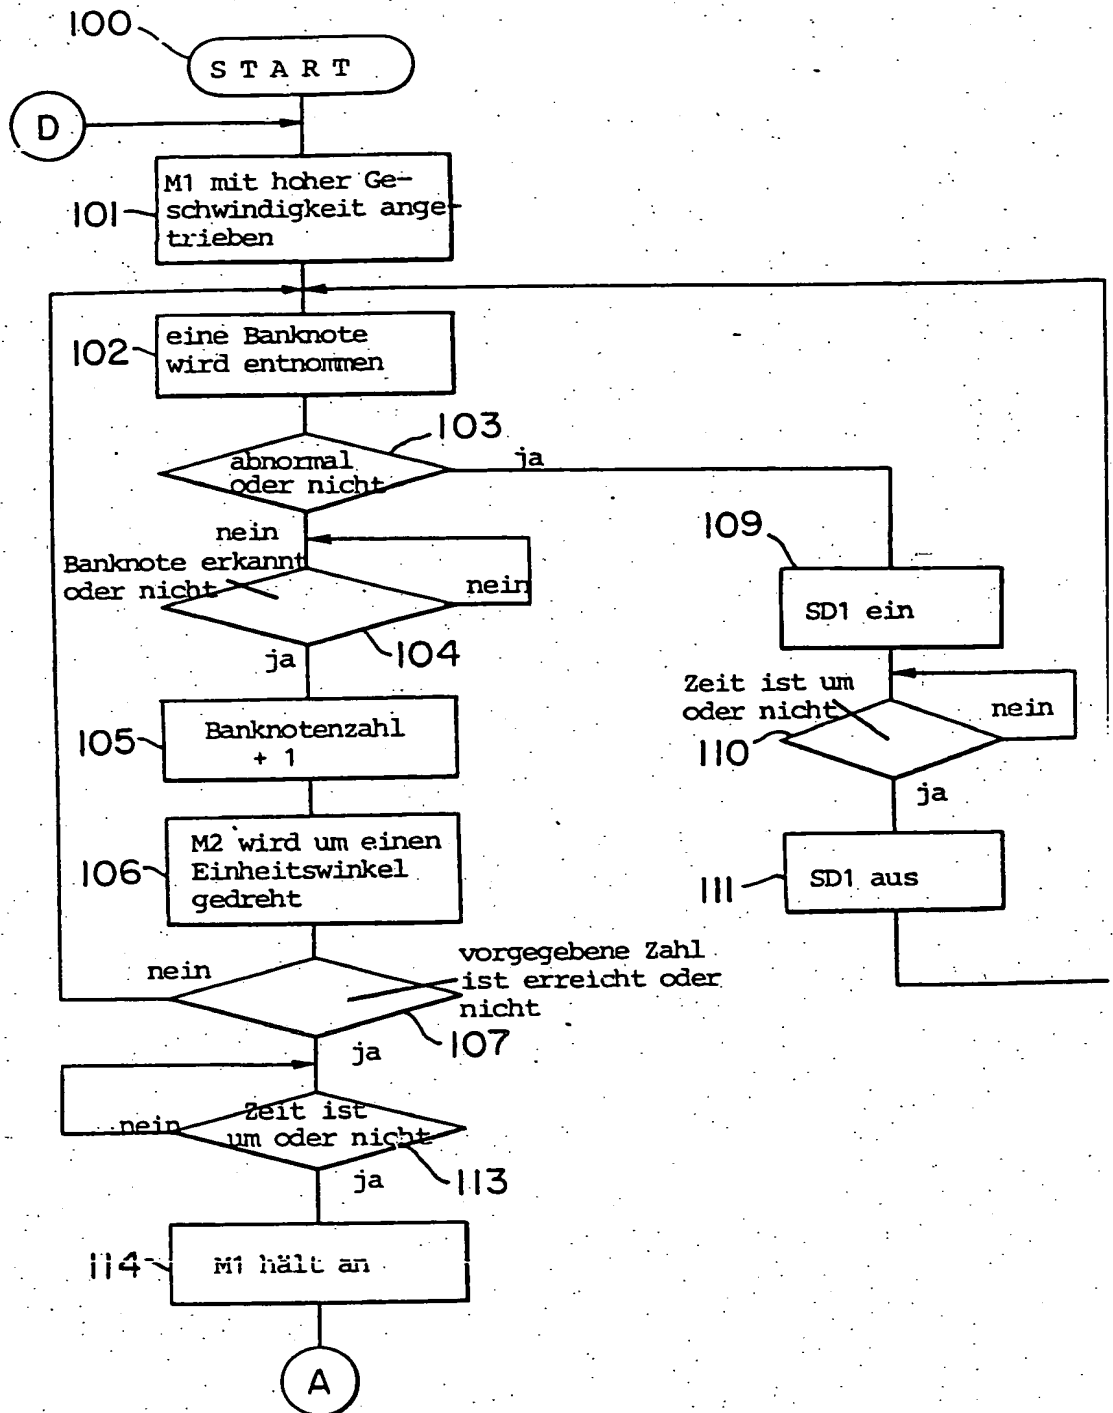 100
START
D
M1 mit hoher Ge-
schwindigkeit ange-
trieben
101
eine Banknote
wird entnommen
102
103
abnormal
oder nicht
ja
nein
Banknote erkannt
oder nicht
nein
104
ja
109
SD1 ein
Zeit ist um
oder nicht
nein
110
ja
105
Banknotenzahl
+ 1
M2 wird um einen
Einheitswinkel
gedreht
106
111
SD1 aus
nein
vorgegebene Zahl
ist erreicht oder
nicht
107
ja
Zeit ist
um oder nicht
nein
ja
113
114
M1 hält an
A